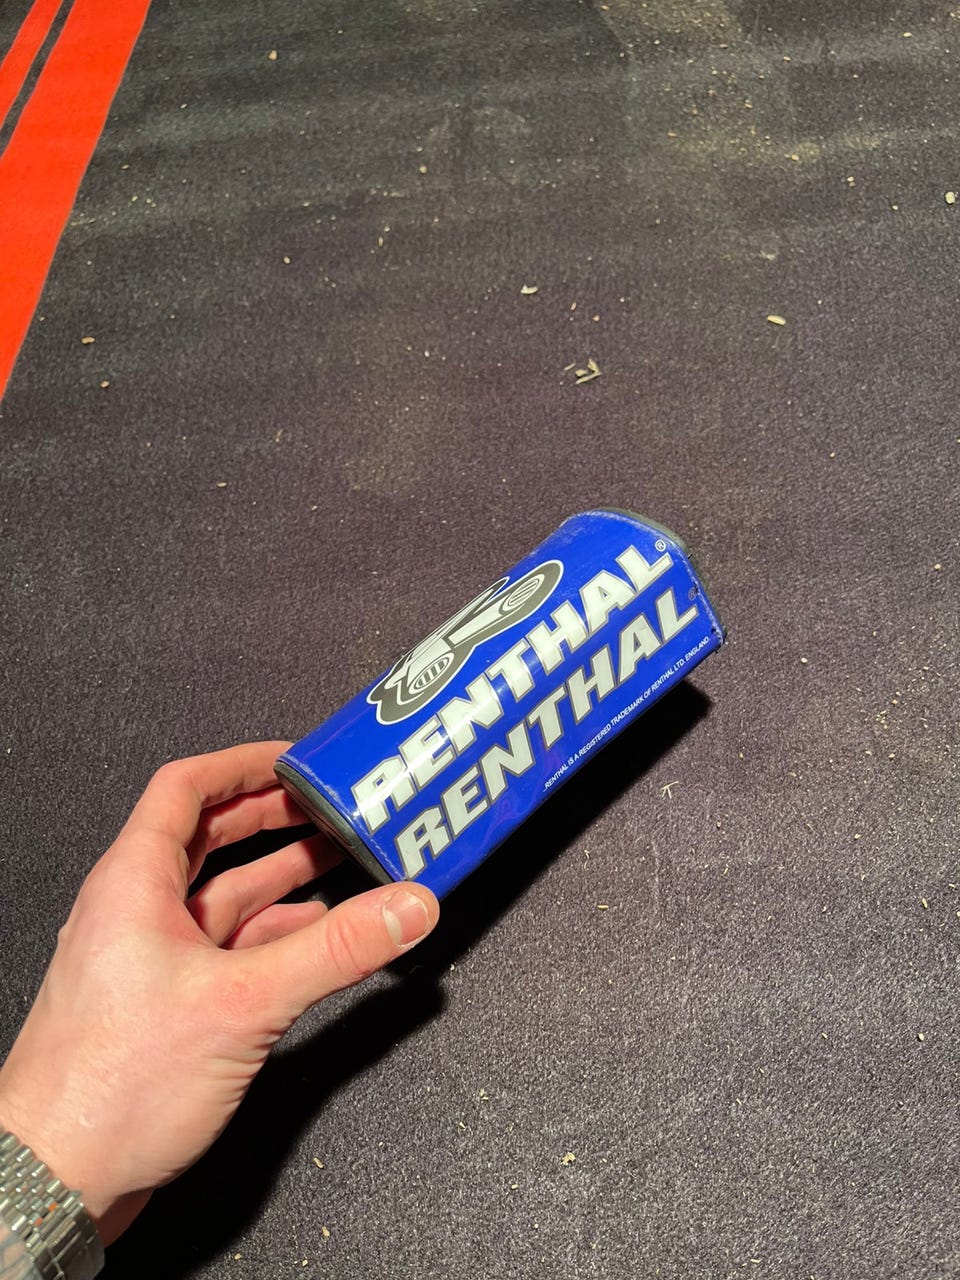 RENTHAL®
RENTHAL®
RENTHAL IS A REGISTERED TRADEMARK OF RENTHAL LTD. ENGLAND.